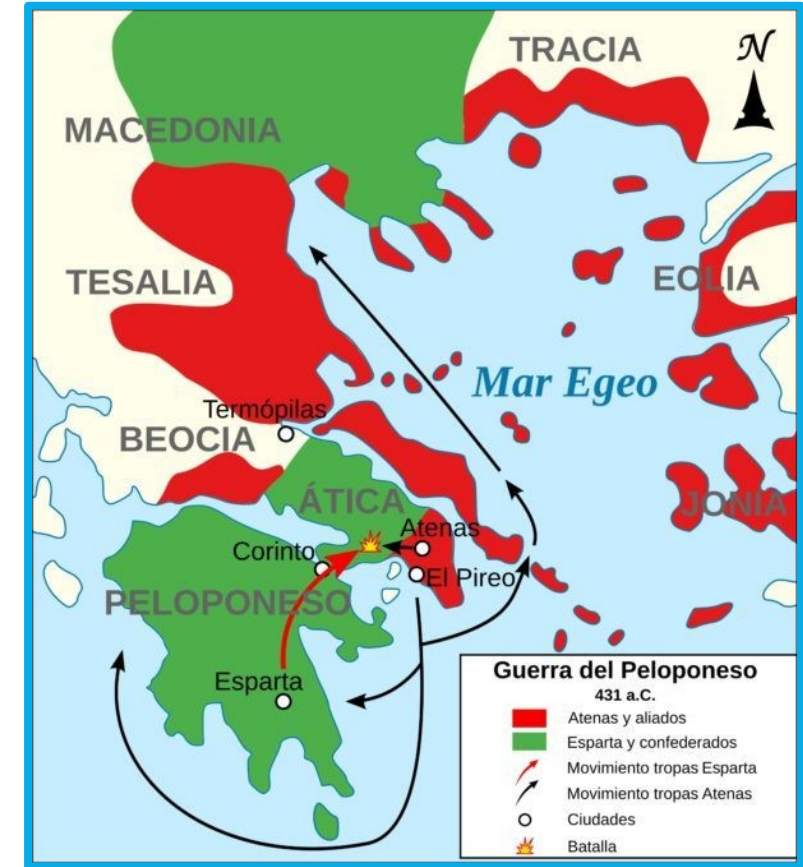 TRACIA
N
MACEDONIA
TESALIA
EOLIA
Mar Egeo
Termópilas
BEOCIA
ÁTICA
JONIA
Atenas
Corinto
El Pireo
PELOPONESO
Esparta
Guerra del Peloponeso
431 a.C.
Atenas y aliados
Esparta y confederados
Movimiento tropas Esparta
Movimiento tropas Atenas
Ciudades
Batalla